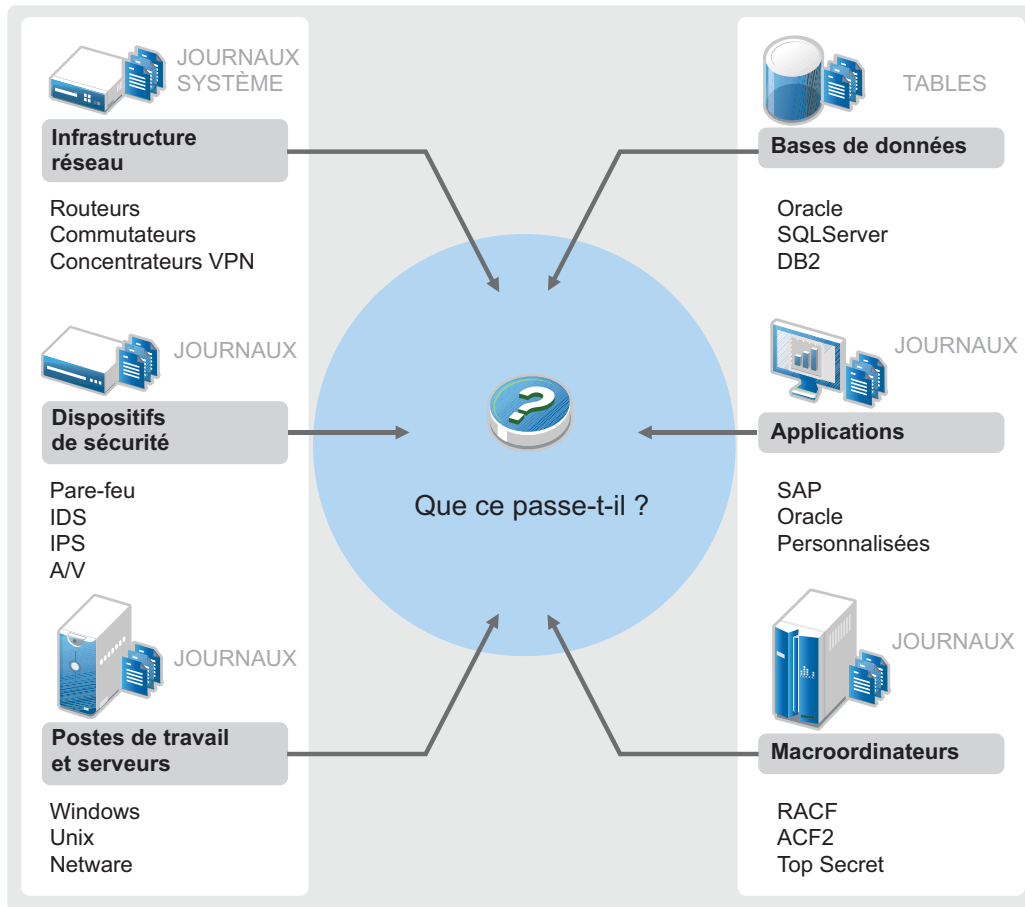 JOURNAUX
SYSTÈME
Infrastructure
réseau
Routeurs
Commutateurs
Concentrateurs VPN
JOURNAUX
Dispositifs
de sécurité
Pare-feu
IDS
IPS
A/V
JOURNAUX
Postes de travail
et serveurs
Windows
Unix
Netware
?
Que ce passe-t-il ?
TABLES
Bases de données
Oracle
SQLServer
DB2
JOURNAUX
Applications
SAP
Oracle
Personnalisées
JOURNAUX
Macroordinateurs
RACF
ACF2
Top Secret